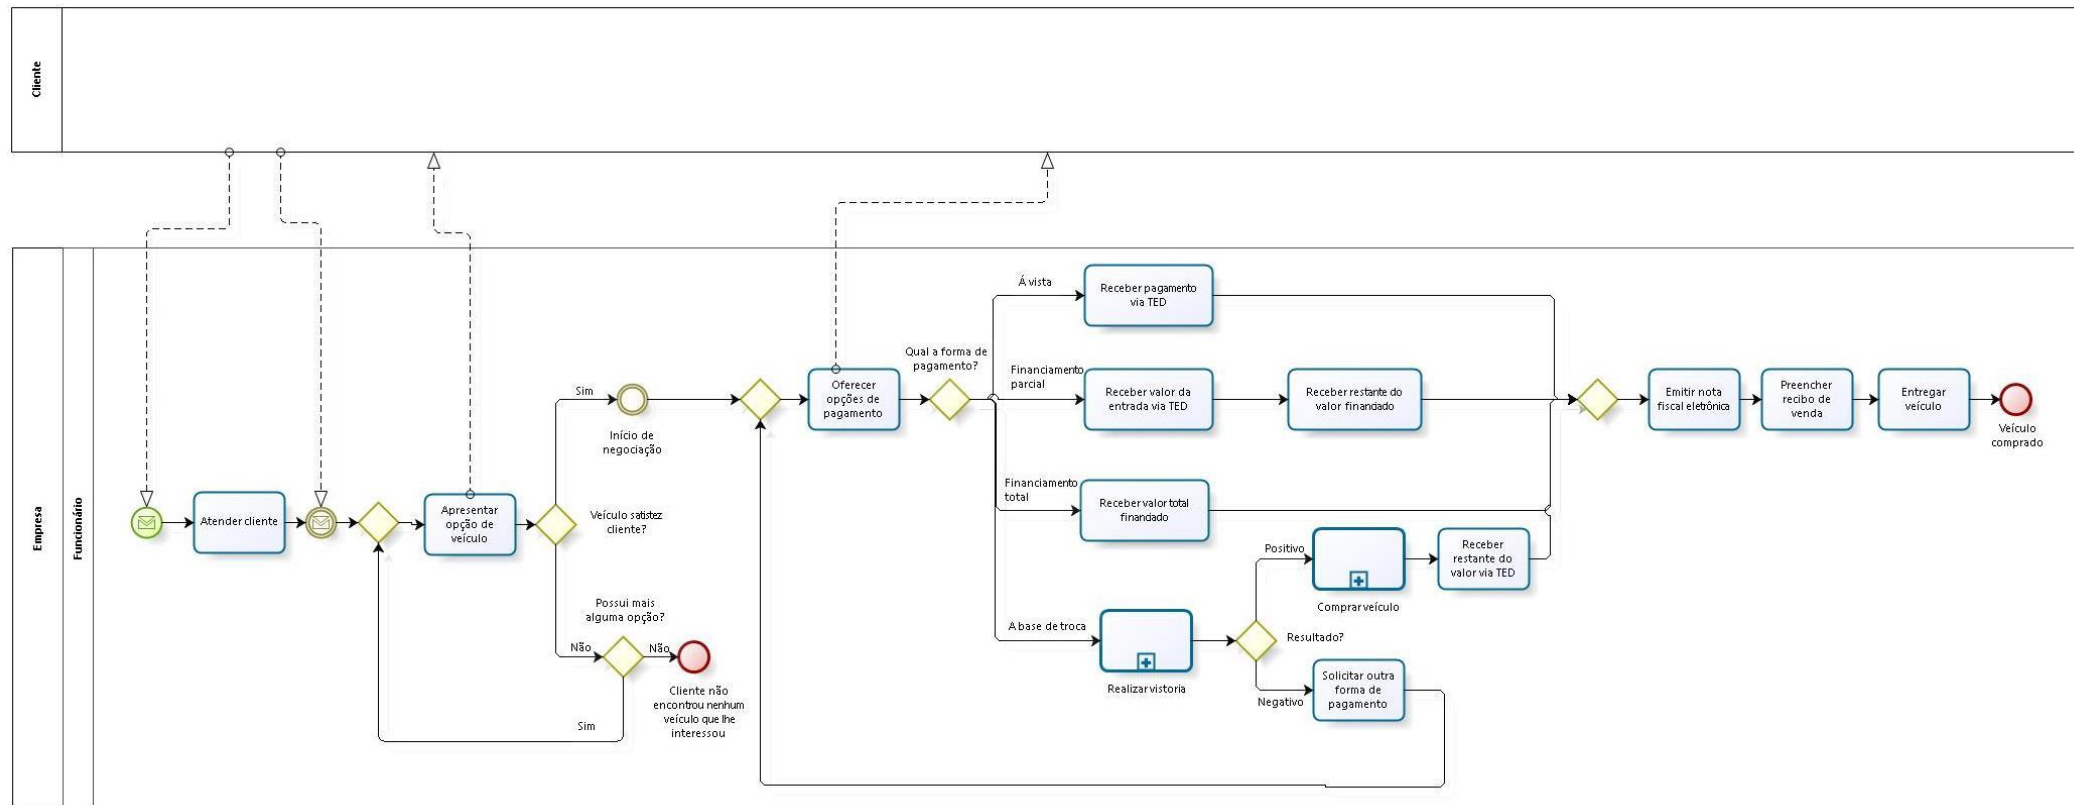 Cliente
Empresa
Funcionário
Atender cliente
Apresentar
opção de
veículo
Veículo satistez
cliente?
Sim
Início de
negociação
Não
Possui mais
alguma opção?
Não
Cliente não
encontrou nenhum
veículo que lhe
interessou
Sim
Oferecer
opções de
pagamento
Qual a forma de
pagamento?
Á vista
Receber pagamento
via TED
Financiamento
parcial
Receber valor da
entrada via TED
Receber restante do
valor financiado
Financiamento
total
Receber valor total
financiado
A base de troca
Realizar vistoria
Resultado?
Positivo
Comprar veículo
Receber
restante do
valor via TED
Negativo
Solicitar outra
forma de
pagamento
Emitir nota
fiscal eletrônica
Preencher
recibo de
venda
Entregar
veículo
Veículo
comprado